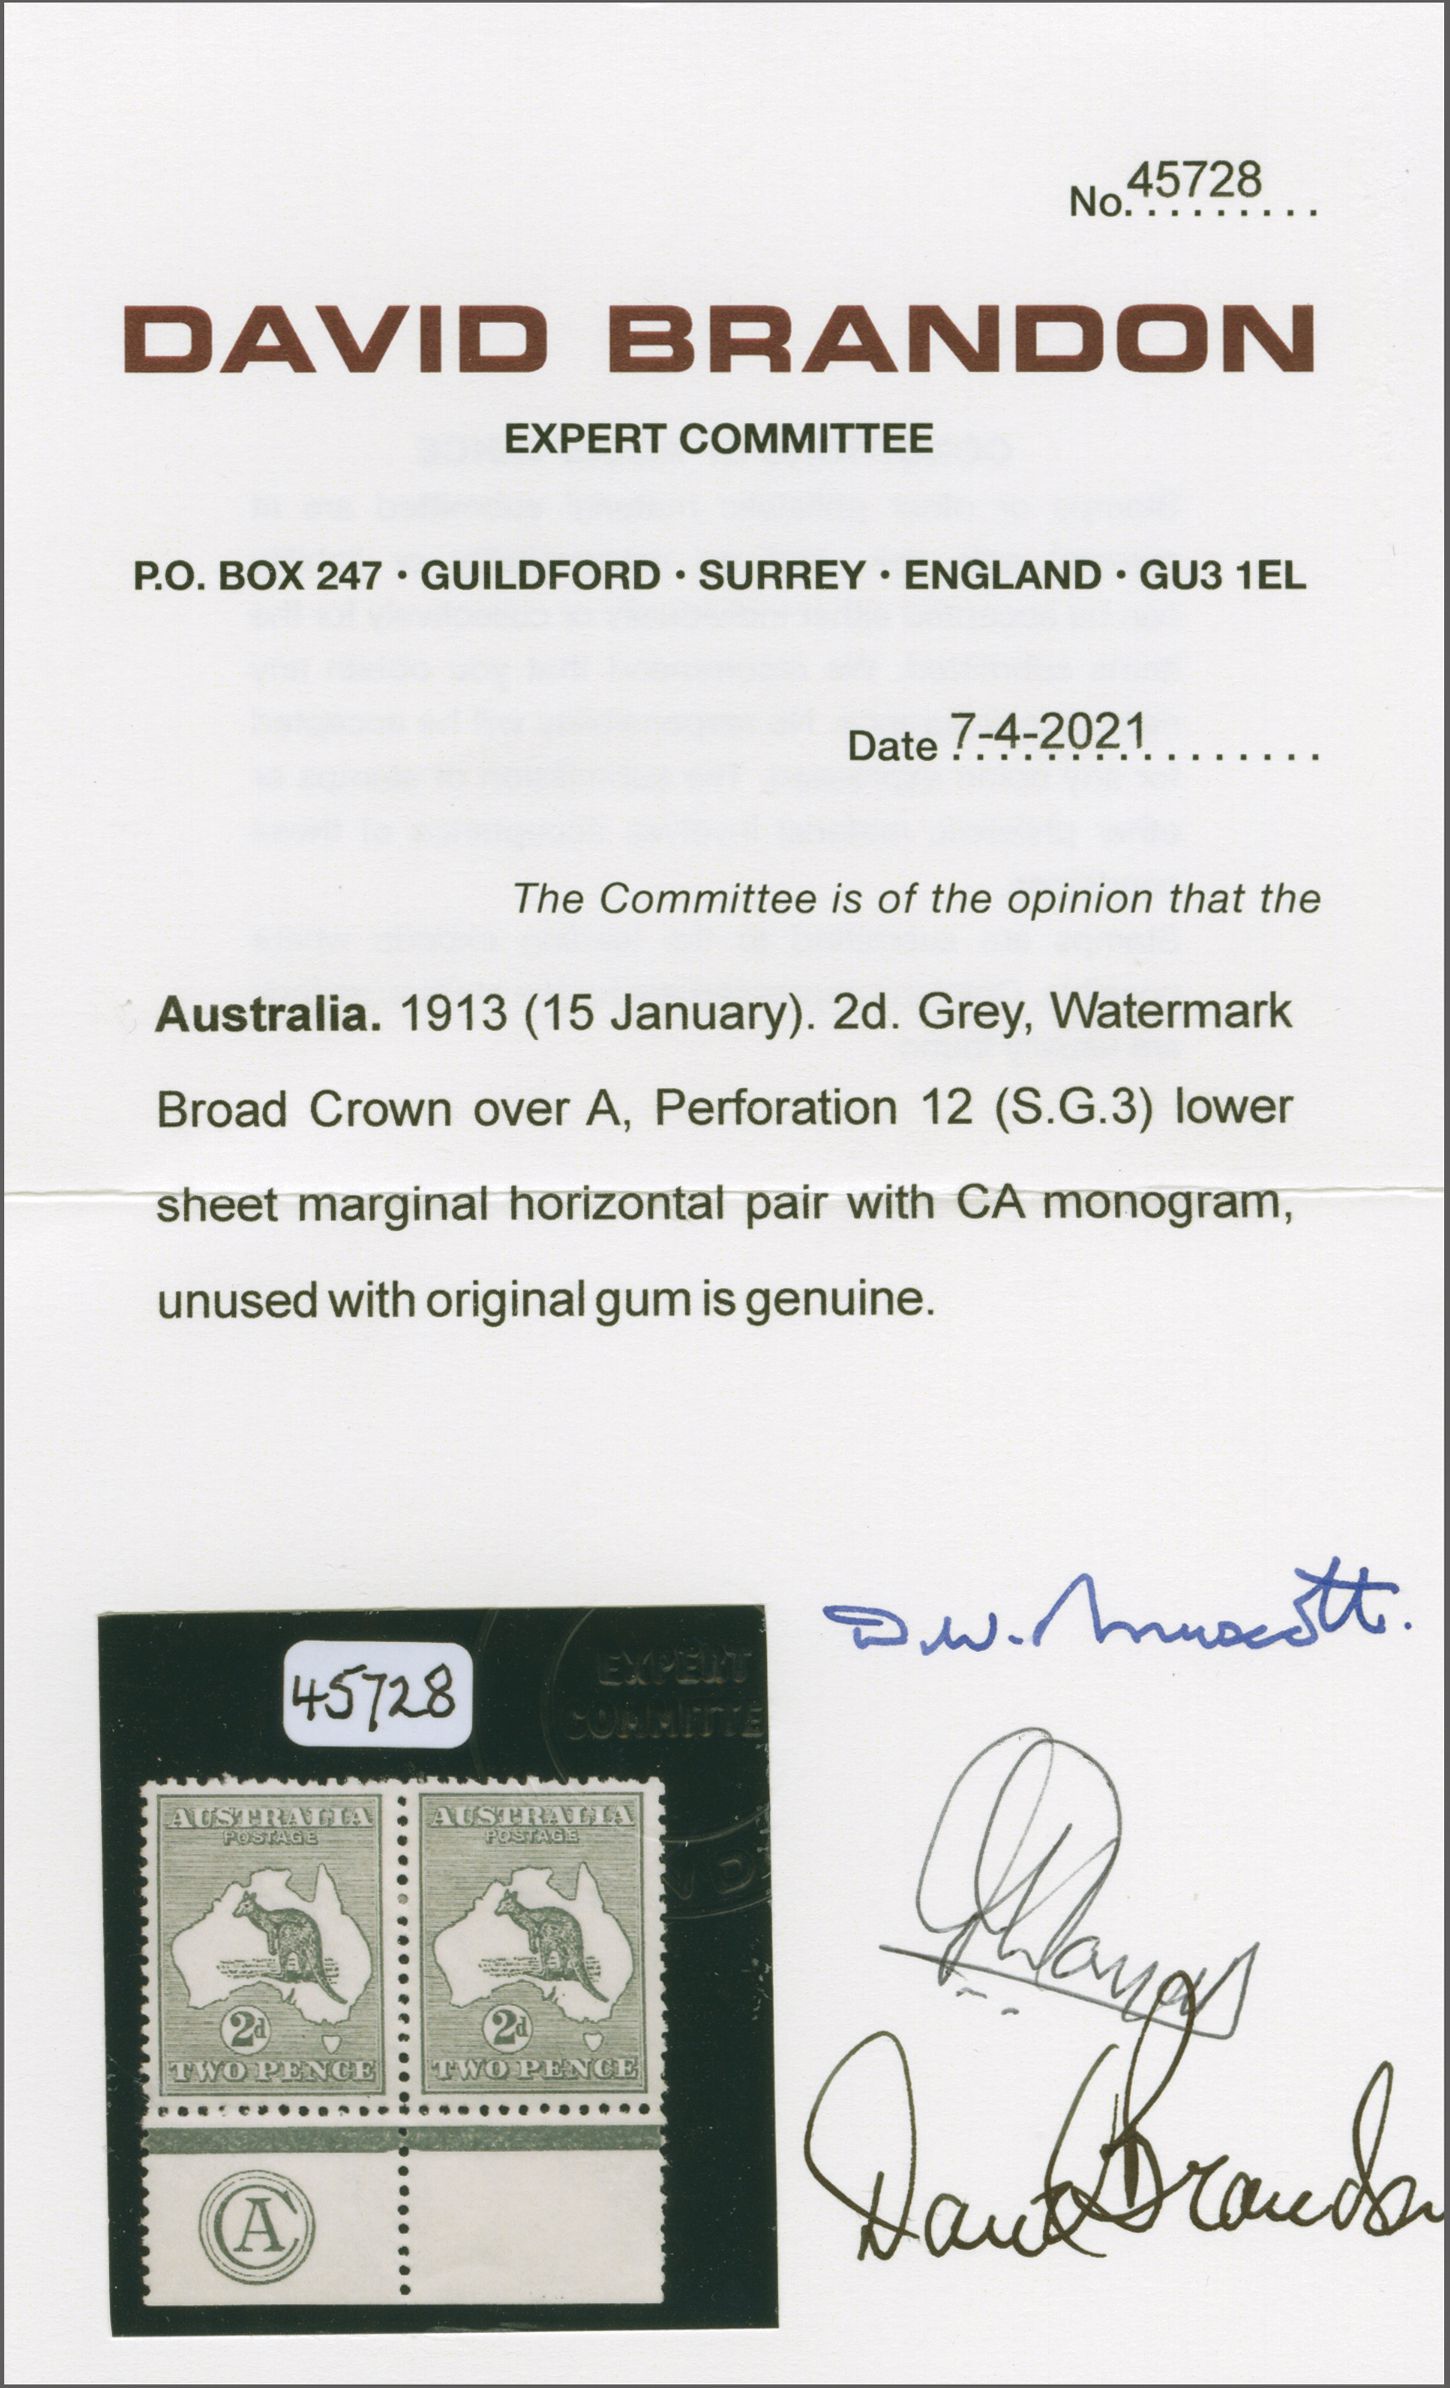 No. 45728
DAVID BRANDON
EXPERT COMMITTEE
P.O. BOX 247 · GUILDFORD · SURREY · ENGLAND · GU3 1EL
Date 7-4-2021
The Committee is of the opinion that the
Australia. 1913 (15 January). 2d. Grey, Watermark
Broad Crown over A, Perforation 12 (S.G.3) lower
sheet marginal horizontal pair with CA monogram,
unused with original gum is genuine.
D.W.
David Brandon
45728
EXPERT
COMMITTE
AUSTRALIA
POSTAGE
2d
TWO PENCE
AUSTRALIA
POSTAGE
2d
TWO PENCE
CA